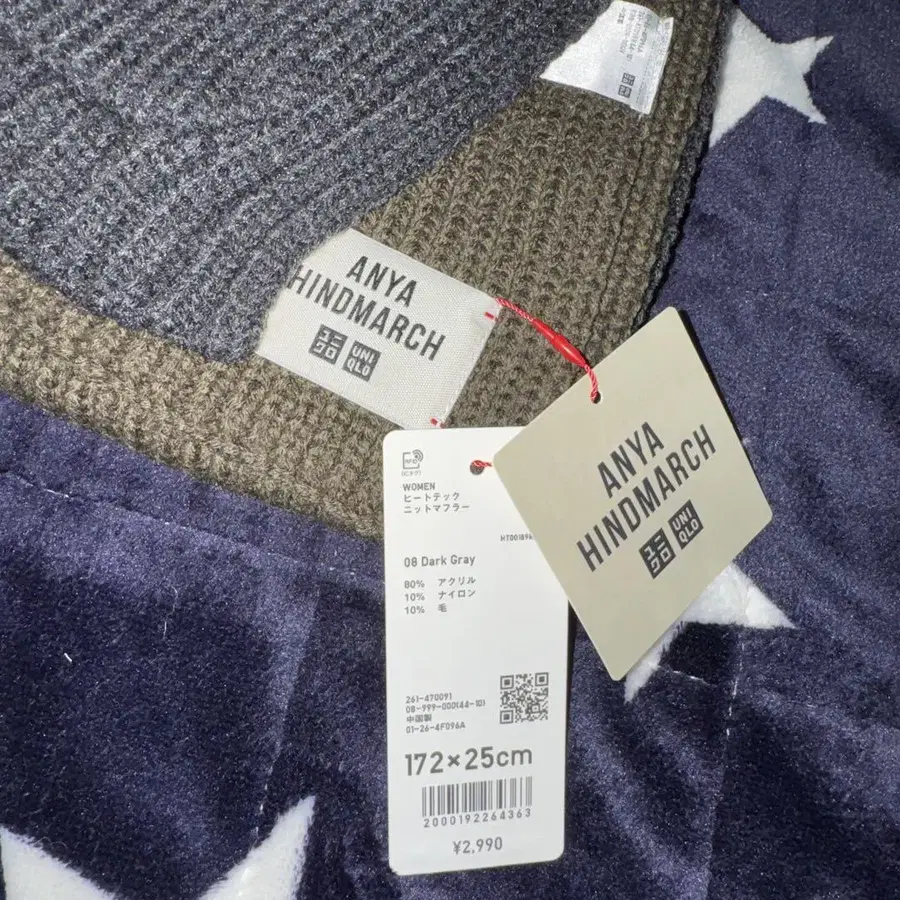 ANYA
HINDMARCH
ユニ
クロ
UNI
QLO
ANYA
HINDMARCH
ユニ
クロ
UNI
QLO
RFID
WOMEN
ヒートテック
ニットマフラー
08 Dark Gray
80% アクリル
10% ナイロン
10% 毛
261-470091
08-999-000(44-10)
中国製
01-26-4F096A
172×25cm
2000192264363
¥2,990